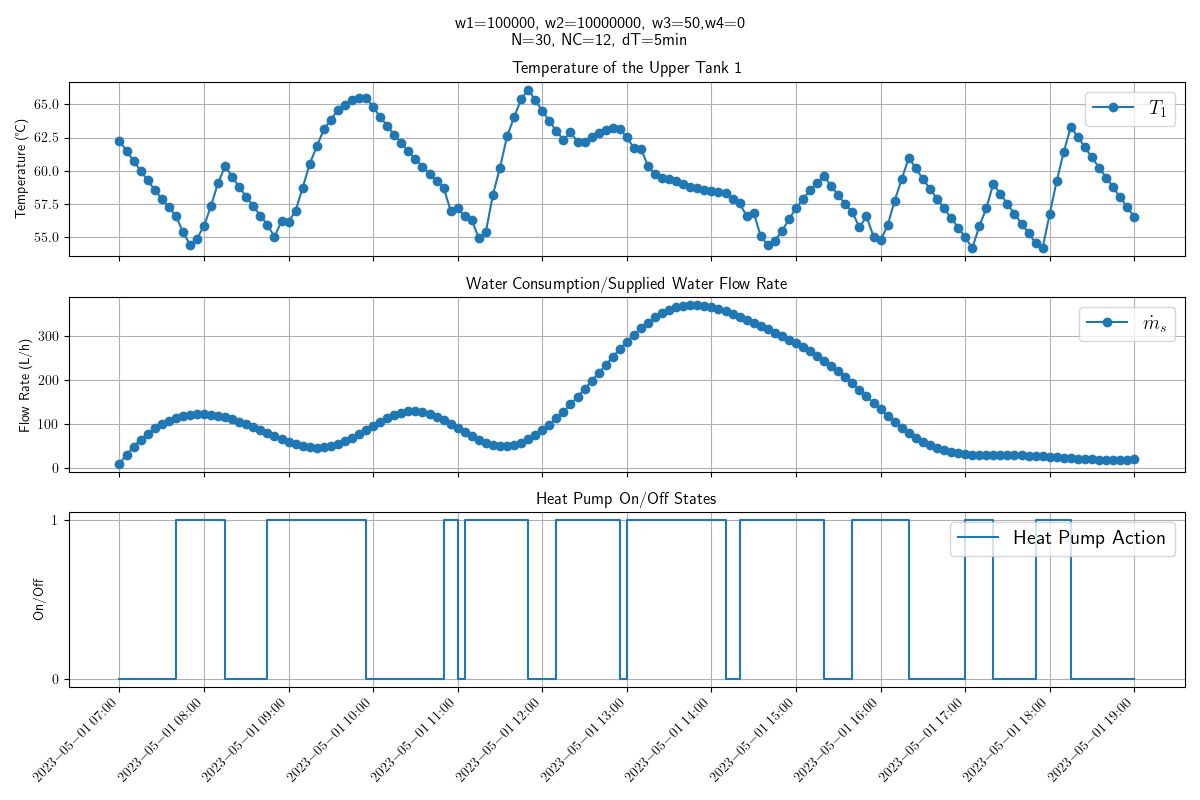 w1=100000, w2=10000000, w3=50,w4=0
N=30, NC=12, dT=5min
Temperature of the Upper Tank 1
Temperature (°C)
65.0
62.5
60.0
57.5
55.0
T₁
Water Consumption/Supplied Water Flow Rate
Flow Rate (L/h)
300
200
100
0
ṁₛ
Heat Pump On/Off States
On/Off
1
0
Heat Pump Action
2023−05−01 07:00
2023−05−01 08:00
2023−05−01 09:00
2023−05−01 10:00
2023−05−01 11:00
2023−05−01 12:00
2023−05−01 13:00
2023−05−01 14:00
2023−05−01 15:00
2023−05−01 16:00
2023−05−01 17:00
2023−05−01 18:00
2023−05−01 19:00